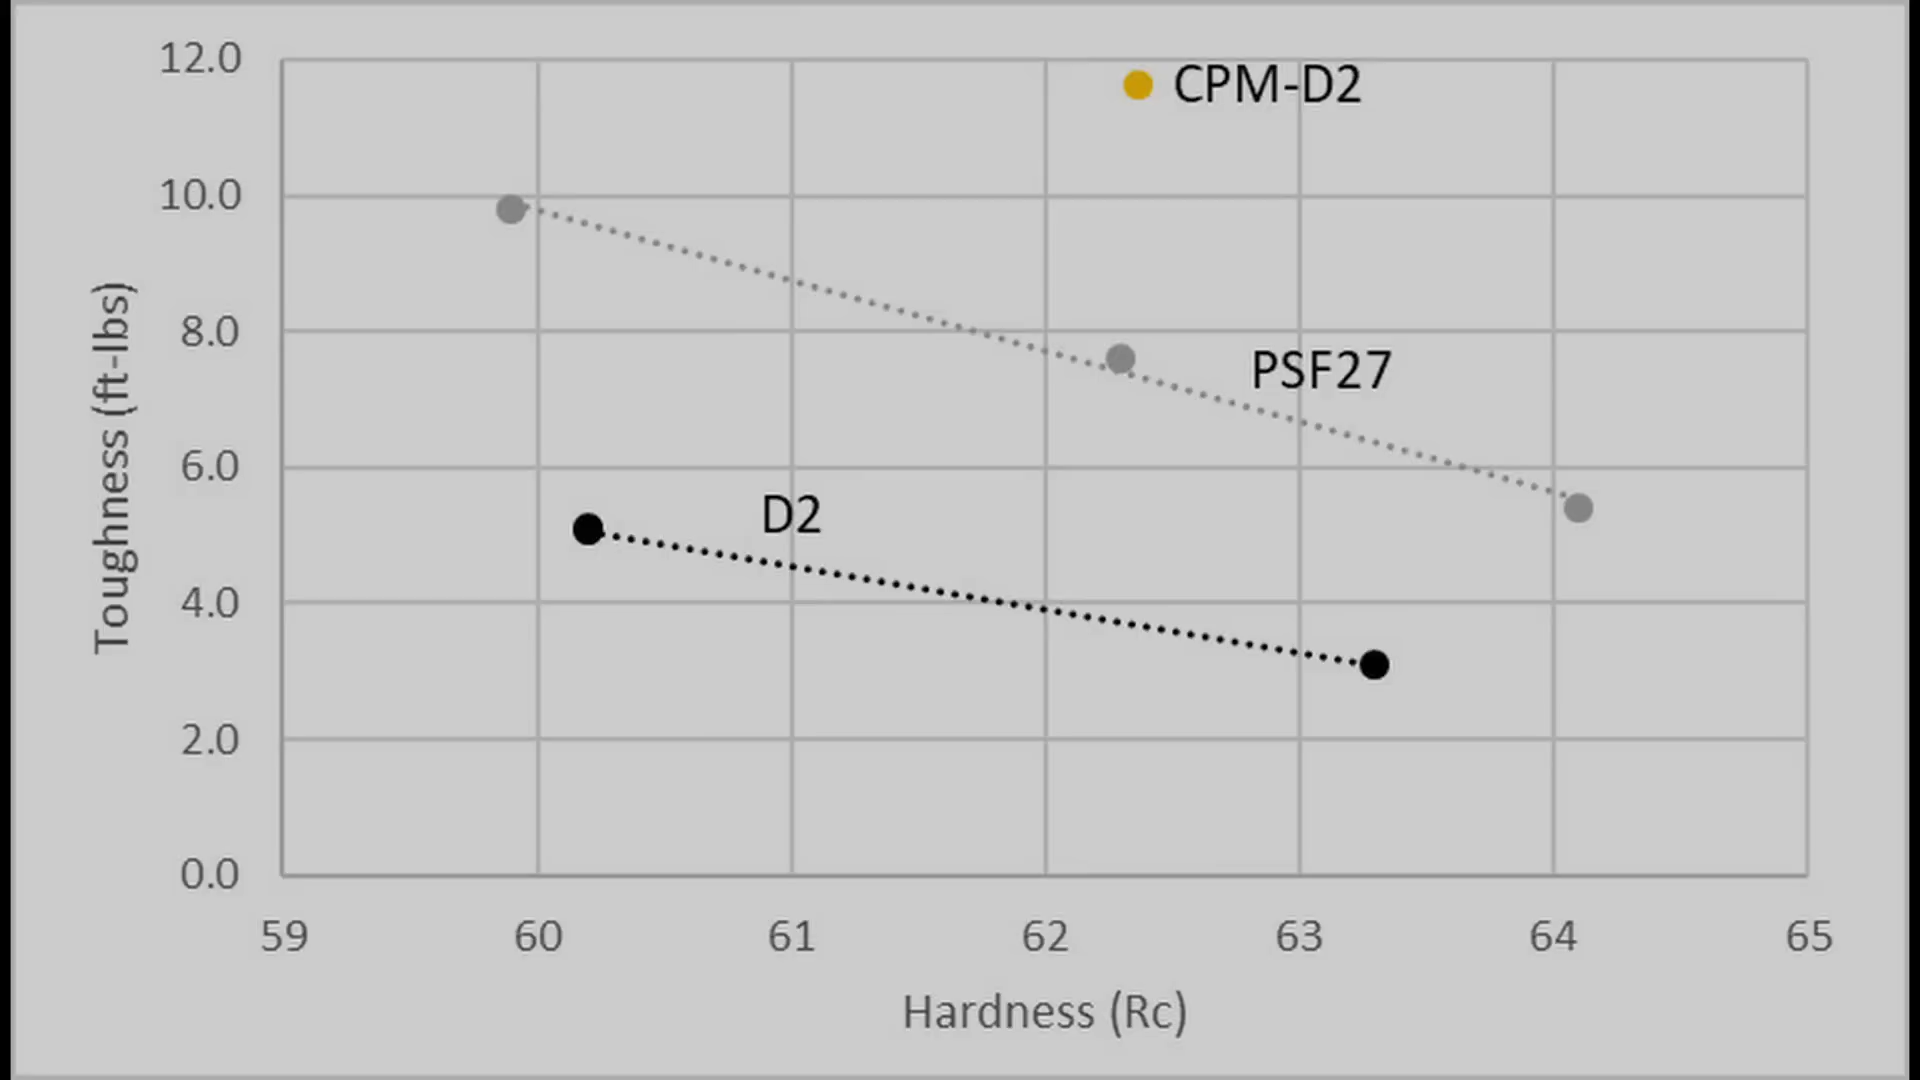 12.0
CPM-D2
10.0
8.0
PSF27
6.0
D2
4.0
2.0
0.0
Toughness (ft-lbs)
59 60 61 62 63 64 65
Hardness (Rc)